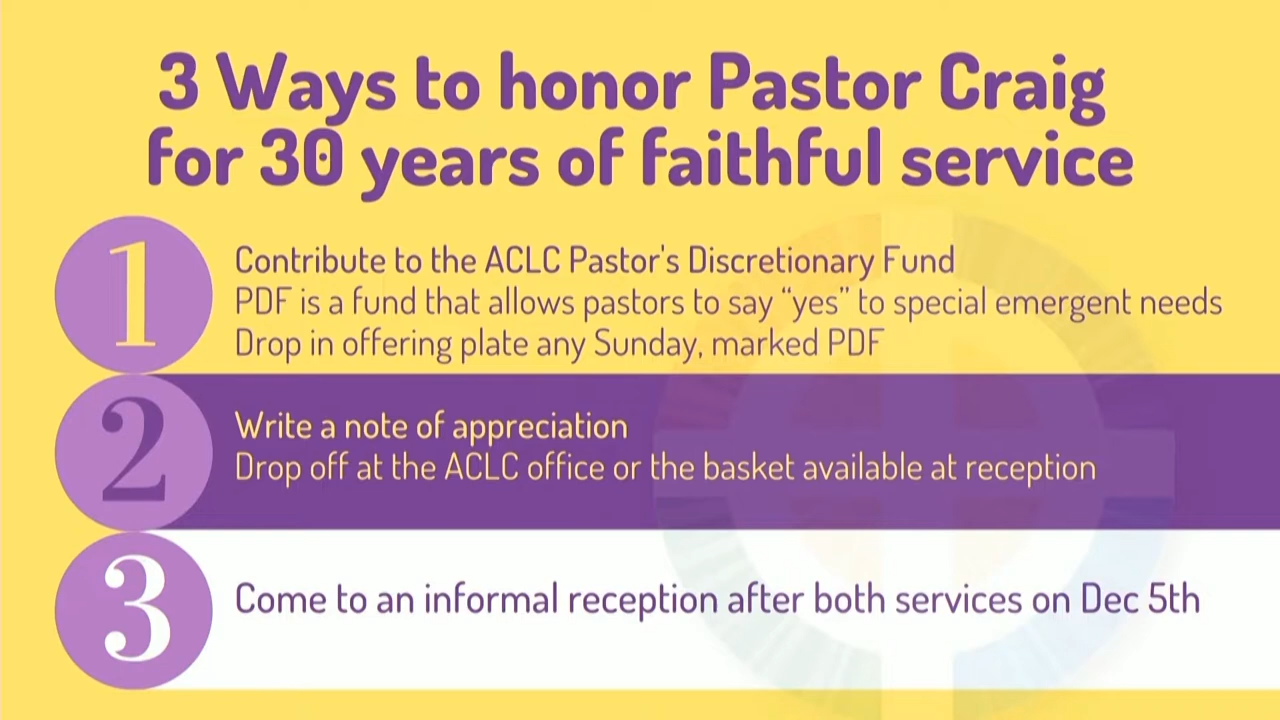 3 Ways to honor Pastor Craig
for 30 years of faithful service
1
Contribute to the ACLC Pastor's Discretionary Fund
PDF is a fund that allows pastors to say “yes” to special emergent needs
Drop in offering plate any Sunday, marked PDF
2
Write a note of appreciation
Drop off at the ACLC office or the basket available at reception
3
Come to an informal reception after both services on Dec 5th